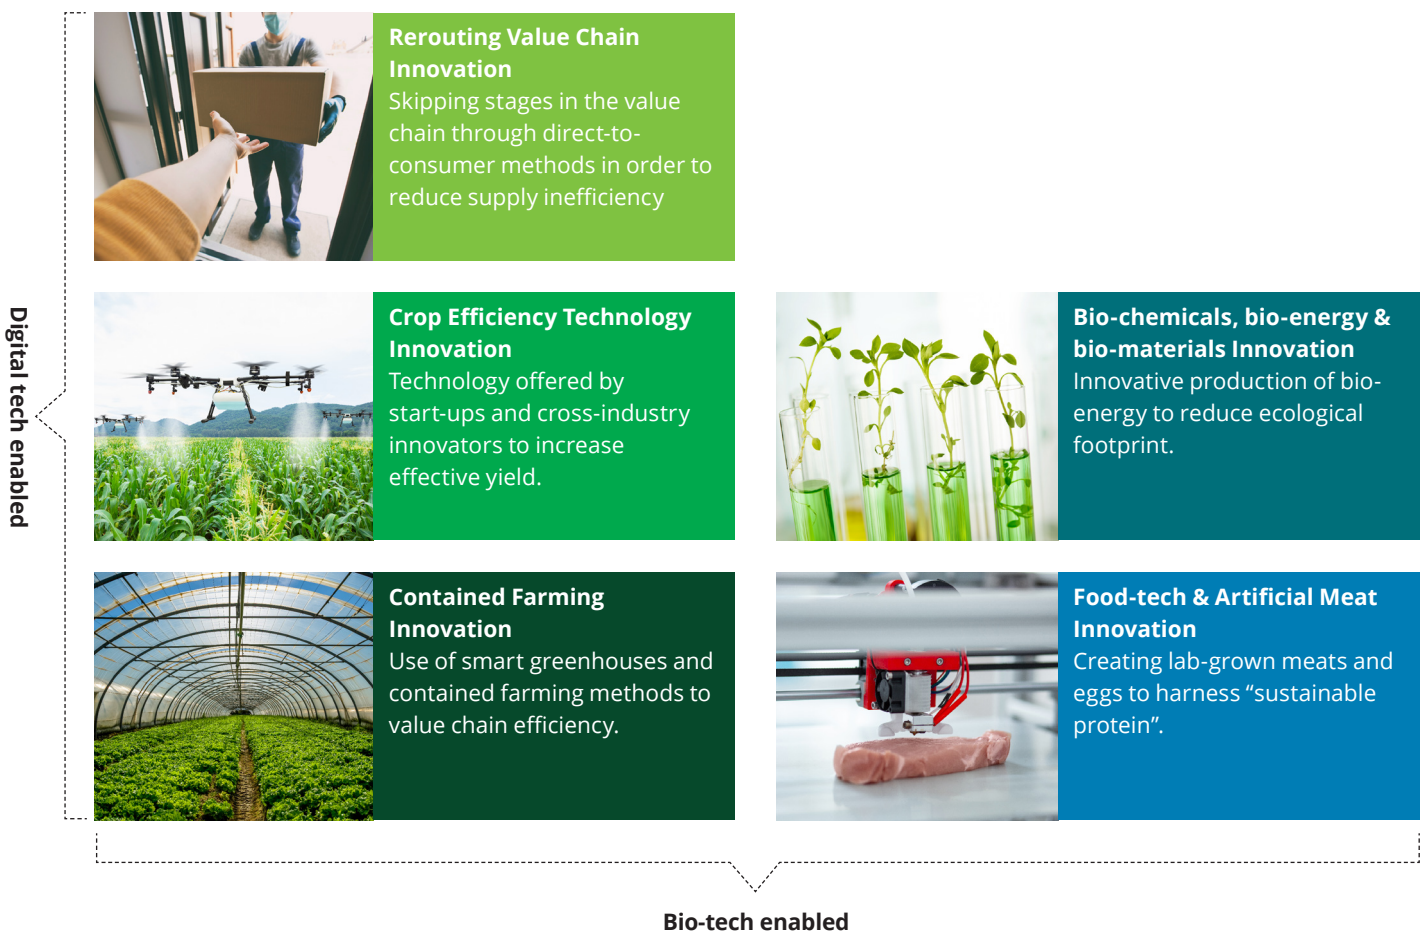 Digital tech enabled
Rerouting Value Chain
Innovation
Skipping stages in the value
chain through direct-to-
consumer methods in order to
reduce supply inefficiency
Crop Efficiency Technology
Innovation
Technology offered by
start-ups and cross-industry
innovators to increase
effective yield.
Bio-chemicals, bio-energy &
bio-materials Innovation
Innovative production of bio-
energy to reduce ecological
footprint.
Contained Farming
Innovation
Use of smart greenhouses and
contained farming methods to
value chain efficiency.
Food-tech & Artificial Meat
Innovation
Creating lab-grown meats and
eggs to harness “sustainable
protein”.
Bio-tech enabled